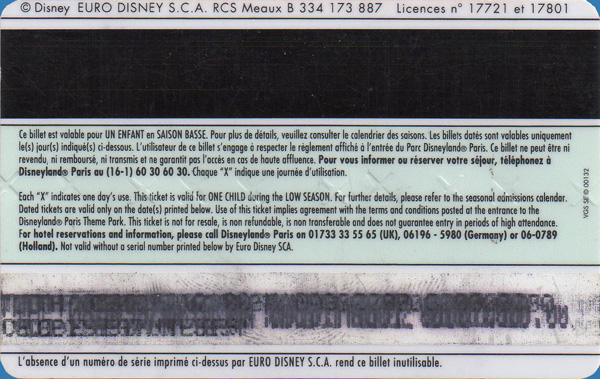 © Disney EURO DISNEY S.C.A. RCS Meaux B 334 173 887 Licences n° 17721 et 17801
Ce billet est valable pour UN ENFANT en SAISON BASSE. Pour plus de détails, veuillez consulter le calendrier des saisons. Les billets datés sont valables uniquement
le(s) jour(s) indiqué(s) ci-dessous. L'utilisateur de ce billet s'engage à respecter le règlement affiché à l'entrée du Parc Disneyland® Paris. Ce billet ne peut être ni
revendu, ni remboursé, ni transmis et ne garantit pas l'accès en cas de haute affluence. Pour vous informer ou réserver votre séjour, téléphonez à
Disneyland® Paris au (16-1) 60 30 60 30. Chaque "X" indique une journée d'utilisation.
Each "X" indicates one day's use. This ticket is valid for ONE CHILD during the LOW SEASON. For further details, please refer to the seasonal admissions calendar.
Dated tickets are valid only on the date(s) printed below. Use of this ticket implies agreement with the terms and conditions posted at the entrance to the
Disneyland® Paris Theme Park. This ticket is not for resale, is non refundable, is non transferable and does not guarantee entry in periods of high attendance.
For hotel reservations and information, please call Disneyland® Paris on 01733 33 55 65 (UK), 06196 - 5980 (Germany) or 06-0789
(Holland). Not valid without a serial number printed below by Euro Disney SCA.
VGS SF © 00132
L'absence d'un numéro de série imprimé ci-dessus par EURO DISNEY S.C.A. rend ce billet inutilisable.